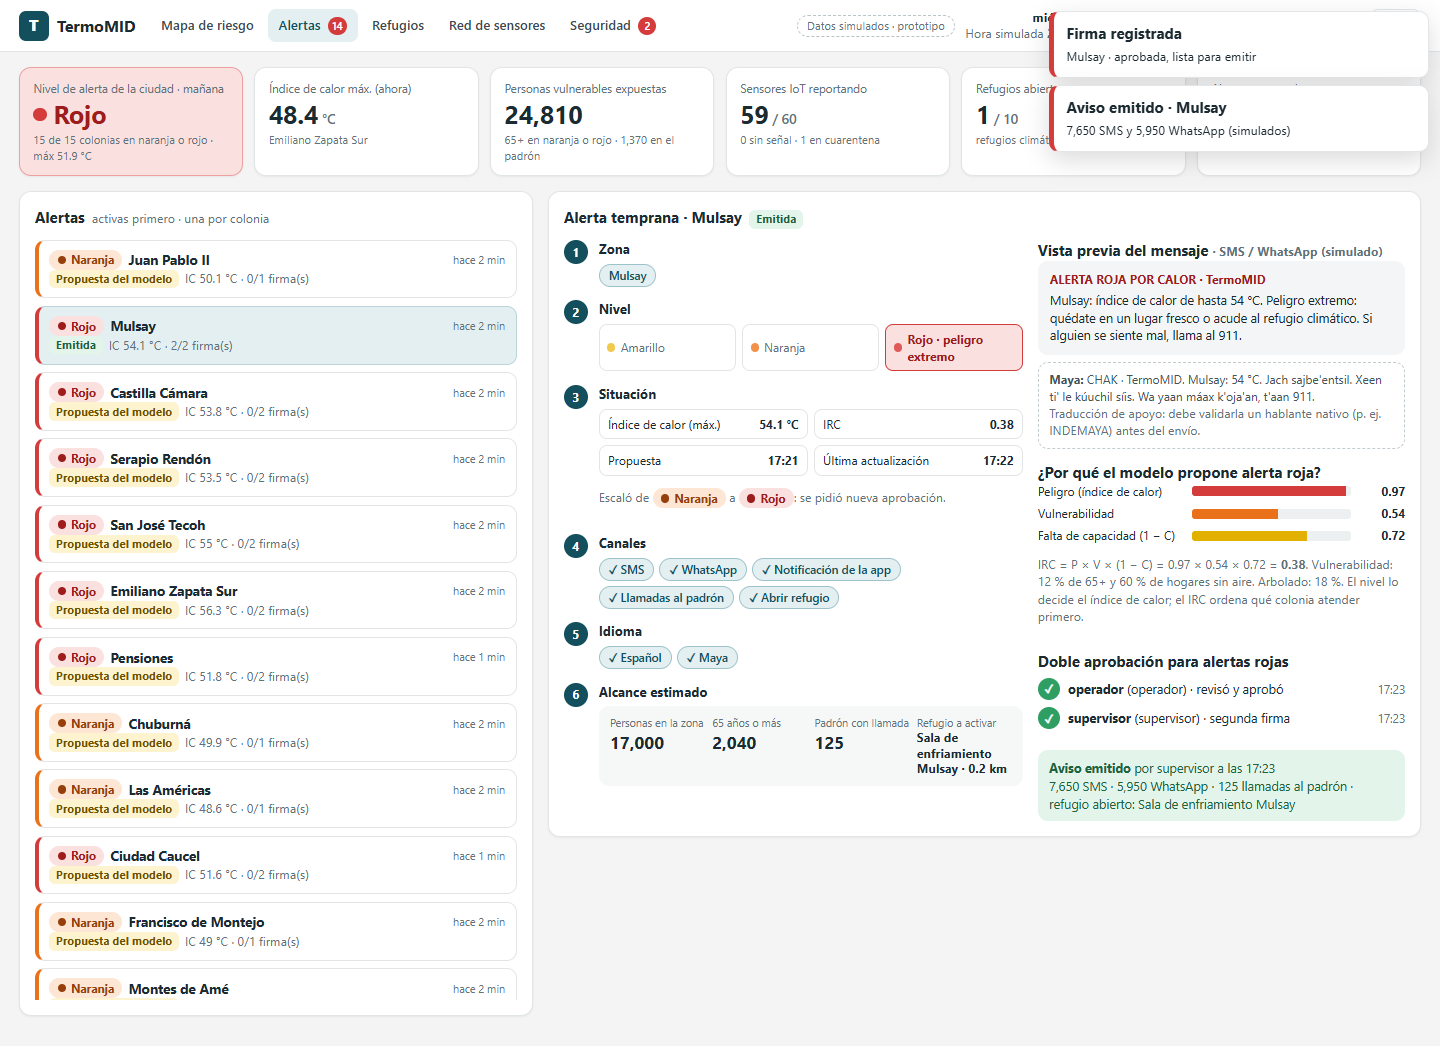 T TermoMID
Mapa de riesgo
Alertas 14
Refugios
Red de sensores
Seguridad 2
Datos simulados · prototipo
Hora simulada
Firma registrada
Mulsay · aprobada, lista para emitir
Aviso emitido · Mulsay
7,650 SMS y 5,950 WhatsApp (simulados)
Nivel de alerta de la ciudad · mañana
Rojo
15 de 15 colonias en naranja o rojo ·
máx 51.9 °C
Índice de calor máx. (ahora)
48.4 °C
Emiliano Zapata Sur
Personas vulnerables expuestas
24,810
65+ en naranja o rojo · 1,370 en el
padrón
Sensores IoT reportando
59 / 60
0 sin señal · 1 en cuarentena
Refugios
1 / 10
refugios
Alertas activas primero · una por colonia
Naranja Juan Pablo II hace 2 min
Propuesta del modelo IC 50.1 °C · 0/1 firma(s)
Rojo Mulsay hace 2 min
Emitida IC 54.1 °C · 2/2 firma(s)
Rojo Castilla Cámara hace 2 min
Propuesta del modelo IC 53.8 °C · 0/2 firma(s)
Rojo Serapio Rendón hace 2 min
Propuesta del modelo IC 53.5 °C · 0/2 firma(s)
Rojo San José Tecoh hace 2 min
Propuesta del modelo IC 55 °C · 0/2 firma(s)
Rojo Emiliano Zapata Sur hace 2 min
Propuesta del modelo IC 56.3 °C · 0/2 firma(s)
Rojo Pensiones hace 1 min
Propuesta del modelo IC 51.8 °C · 0/2 firma(s)
Naranja Chuburná hace 2 min
Propuesta del modelo IC 49.9 °C · 0/1 firma(s)
Naranja Las Américas hace 2 min
Propuesta del modelo IC 48.6 °C · 0/1 firma(s)
Rojo Ciudad Caucel hace 1 min
Propuesta del modelo IC 51.6 °C · 0/2 firma(s)
Naranja Francisco de Montejo hace 2 min
Propuesta del modelo IC 49 °C · 0/1 firma(s)
Naranja Montes de Amé hace 2 min
Alerta temprana · Mulsay Emitida
1 Zona
Mulsay
2 Nivel
Amarillo
Naranja
Rojo · peligro
extremo
3 Situación
Índice de calor (máx.) 54.1 °C
IRC 0.38
Propuesta 17:21
Última actualización 17:22
Escaló de Naranja a Rojo : se pidió nueva aprobación.
4 Canales
✓ SMS ✓ WhatsApp ✓ Notificación de la app
✓ Llamadas al padrón ✓ Abrir refugio
5 Idioma
✓ Español ✓ Maya
6 Alcance estimado
Personas en la zona
17,000
65 años o más
2,040
Padrón con llamada
125
Refugio a activar
Sala de
enfriamiento
Mulsay · 0.2 km
Vista previa del mensaje · SMS / WhatsApp (simulado)
ALERTA ROJA POR CALOR · TermoMID
Mulsay: índice de calor de hasta 54 °C. Peligro extremo:
quédate en un lugar fresco o acude al refugio climático. Si
alguien se siente mal, llama al 911.
Maya: CHAK · TermoMID. Mulsay: 54 °C. Jach sajbe'entsil. Xeen
ti' le kúuchil síis. Wa yaan máax k'oja'an, t'aan 911.
Traducción de apoyo: debe validarla un hablante nativo (p. ej.
INDEMAYA) antes del envío.
¿Por qué el modelo propone alerta roja?
Peligro (índice de calor) 0.97
Vulnerabilidad 0.54
Falta de capacidad (1 − C) 0.72
IRC = P × V × (1 − C) = 0.97 × 0.54 × 0.72 = 0.38. Vulnerabilidad:
12 % de 65+ y 60 % de hogares sin aire. Arbolado: 18 %. El nivel lo
decide el índice de calor; el IRC ordena qué colonia atender
primero.
Doble aprobación para alertas rojas
operador (operador) · revisó y aprobó 17:23
supervisor (supervisor) · segunda firma 17:23
Aviso emitido por supervisor a las 17:23
7,650 SMS · 5,950 WhatsApp · 125 llamadas al padrón ·
refugio abierto: Sala de enfriamiento Mulsay